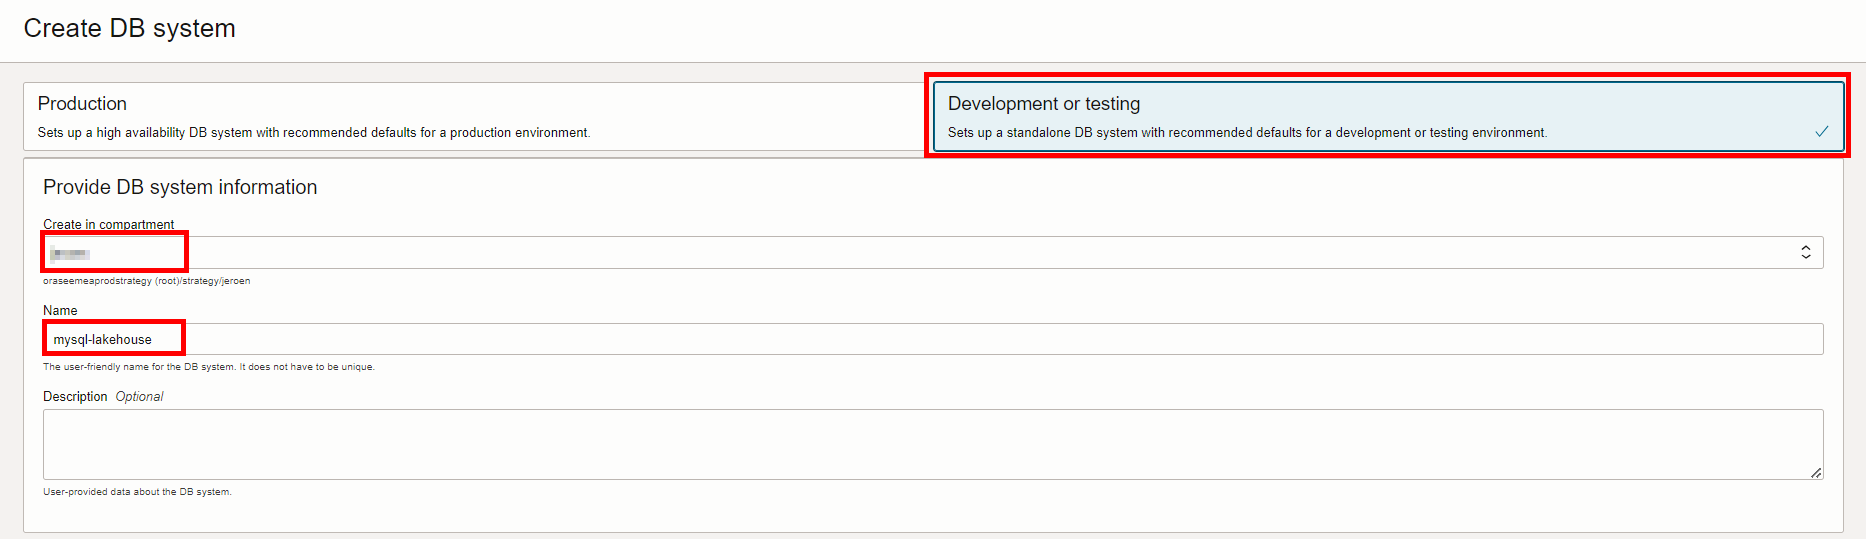 Create DB system
Production
Sets up a high availability DB system with recommended defaults for a production environment.
Development or testing
Sets up a standalone DB system with recommended defaults for a development or testing environment.
Provide DB system information
Create in compartment
oraseemeaprodstrategy (root)/strategy/jeroen
Name
mysql-lakehouse
The user-friendly name for the DB system. It does not have to be unique.
Description Optional
User-provided data about the DB system.